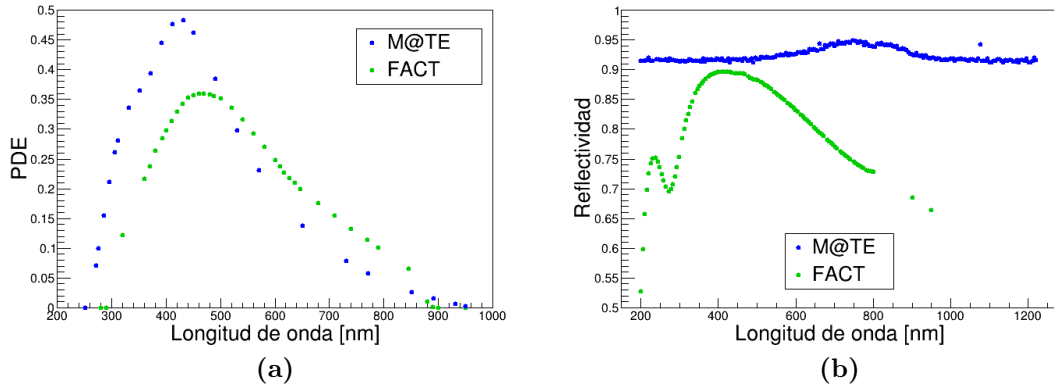 0.5
0.45
0.4
0.35
0.3
0.25
0.2
0.15
0.1
0.05
0
PDE
M@TE
FACT
200 300 400 500 600 700 800 900 1000
Longitud de onda [nm]
(a)
1
0.95
0.9
0.85
0.8
0.75
0.7
0.65
0.6
0.55
0.5
Reflectividad
M@TE
FACT
200 400 600 800 1000 1200
Longitud de onda [nm]
(b)